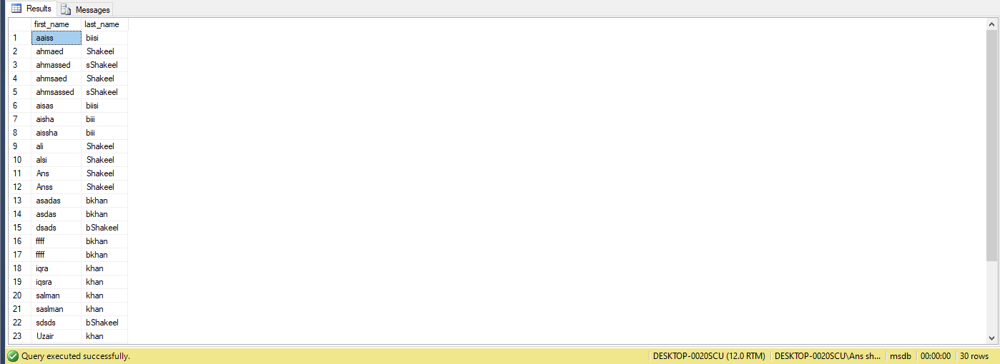 Results Messages
first_name last_name
1 aaiss biisi
2 ahmaed Shakeel
3 ahmassed sShakeel
4 ahmsaed Shakeel
5 ahmsassed sShakeel
6 aisas biisi
7 aisha biii
8 aissha biii
9 ali Shakeel
10 alsi Shakeel
11 Ans Shakeel
12 Anss Shakeel
13 asadas bkhan
14 asdas bkhan
15 dsads bShakeel
16 ffff bkhan
17 ffff bkhan
18 iqra khan
19 iqsra khan
20 salman khan
21 saslman khan
22 sdsds bShakeel
23 Uzair khan
Query executed successfully. DESKTOP-0020SCU (12.0 RTM) DESKTOP-0020SCU\Ans sh... msdb 00:00:00 30 rows